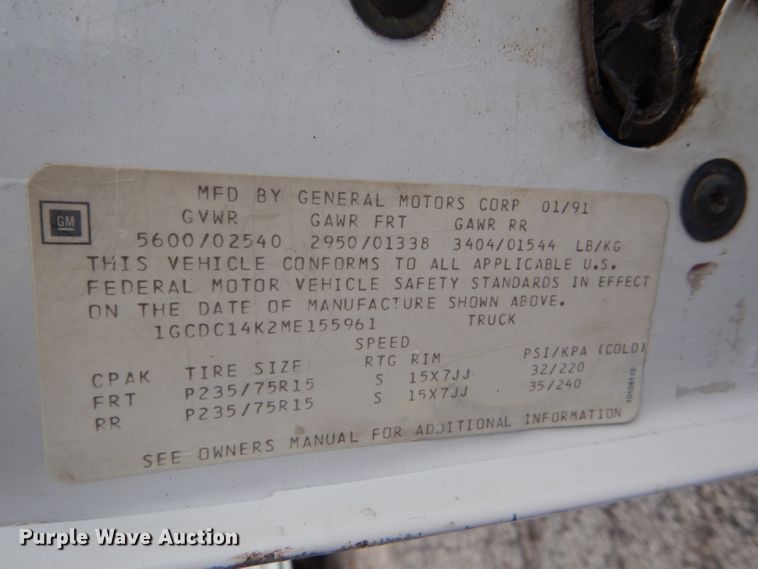 MFD BY GENERAL MOTORS CORP 01/91
GVWR GAWR FRT GAWR RR
GM
5600/02540 2950/01338 3404/01544 LB/KG
THIS VEHICLE CONFORMS TO ALL APPLICABLE U.S.
FEDERAL MOTOR VEHICLE SAFETY STANDARDS IN EFFECT
ON THE DATE OF MANUFACTURE SHOWN ABOVE.
1GCDC14K2ME155961 TRUCK
SPEED
CPAK TIRE SIZE RTG RIM PSI/KPA (COLD)
FRT P235/75R15 S 15X7JJ 32/220
RR P235/75R15 S 15X7JJ 35/240
SEE OWNERS MANUAL FOR ADDITIONAL INFORMATION
Purple Wave Auction